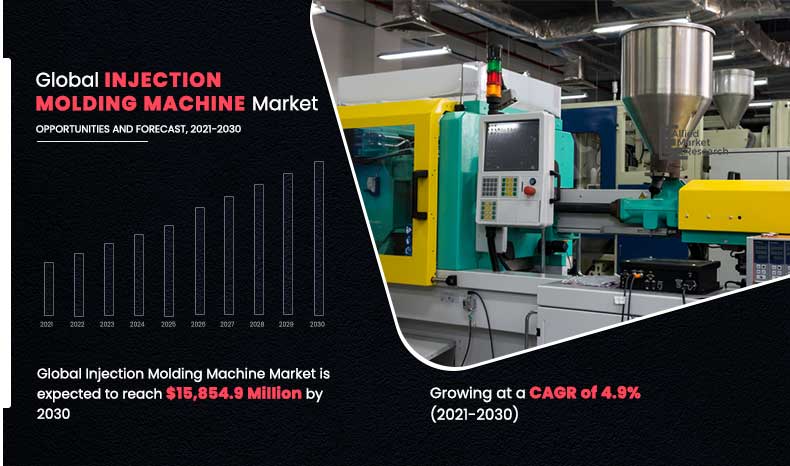 Global INJECTION
MOLDING MACHINE Market
OPPORTUNITIES AND FORECAST, 2021-2030
Allied
Market
Research
2021 2022 2023 2024 2025 2026 2027 2028 2029 2030
Global Injection Molding Machine Market is
expected to reach $15,854.9 Million by
2030
Growing at a CAGR of 4.9%
(2021-2030)